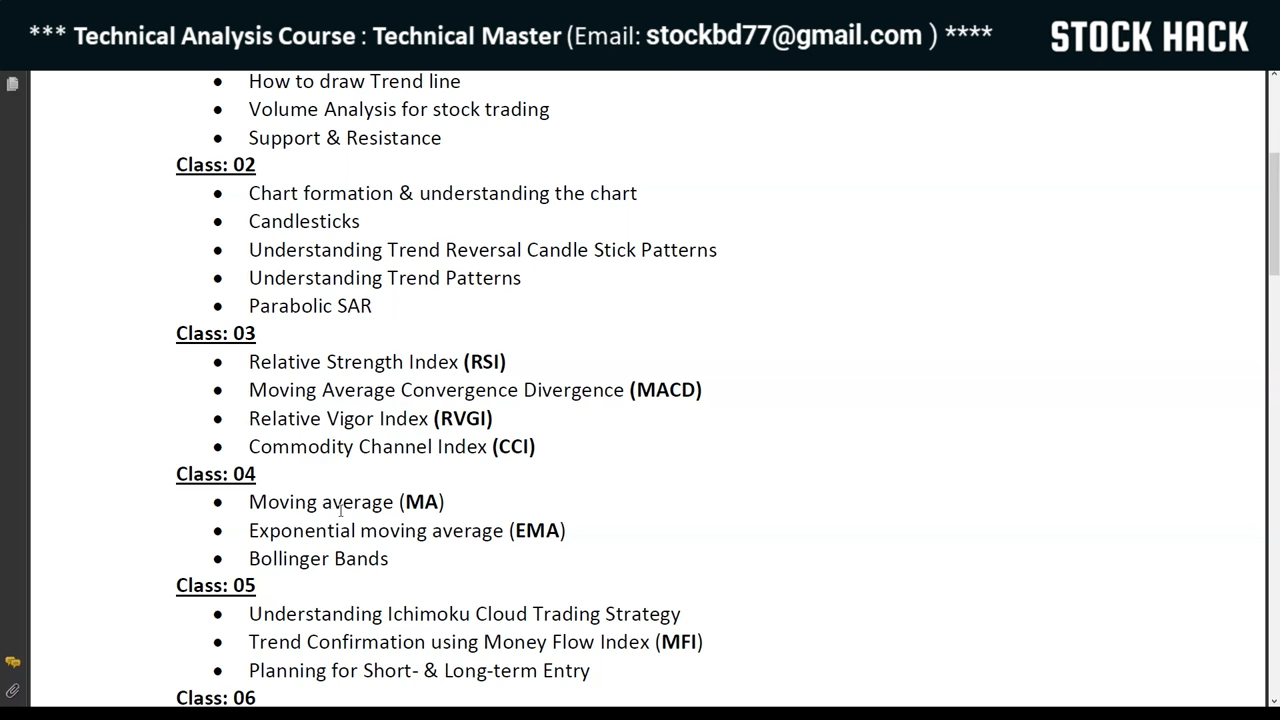 *** Technical Analysis Course : Technical Master (Email: stockbd77@gmail.com ) ****
STOCK HACK
• How to draw Trend line
• Volume Analysis for stock trading
• Support & Resistance
Class: 02
• Chart formation & understanding the chart
• Candlesticks
• Understanding Trend Reversal Candle Stick Patterns
• Understanding Trend Patterns
• Parabolic SAR
Class: 03
• Relative Strength Index (RSI)
• Moving Average Convergence Divergence (MACD)
• Relative Vigor Index (RVGI)
• Commodity Channel Index (CCI)
Class: 04
• Moving average (MA)
• Exponential moving average (EMA)
• Bollinger Bands
Class: 05
• Understanding Ichimoku Cloud Trading Strategy
• Trend Confirmation using Money Flow Index (MFI)
• Planning for Short- & Long-term Entry
Class: 06